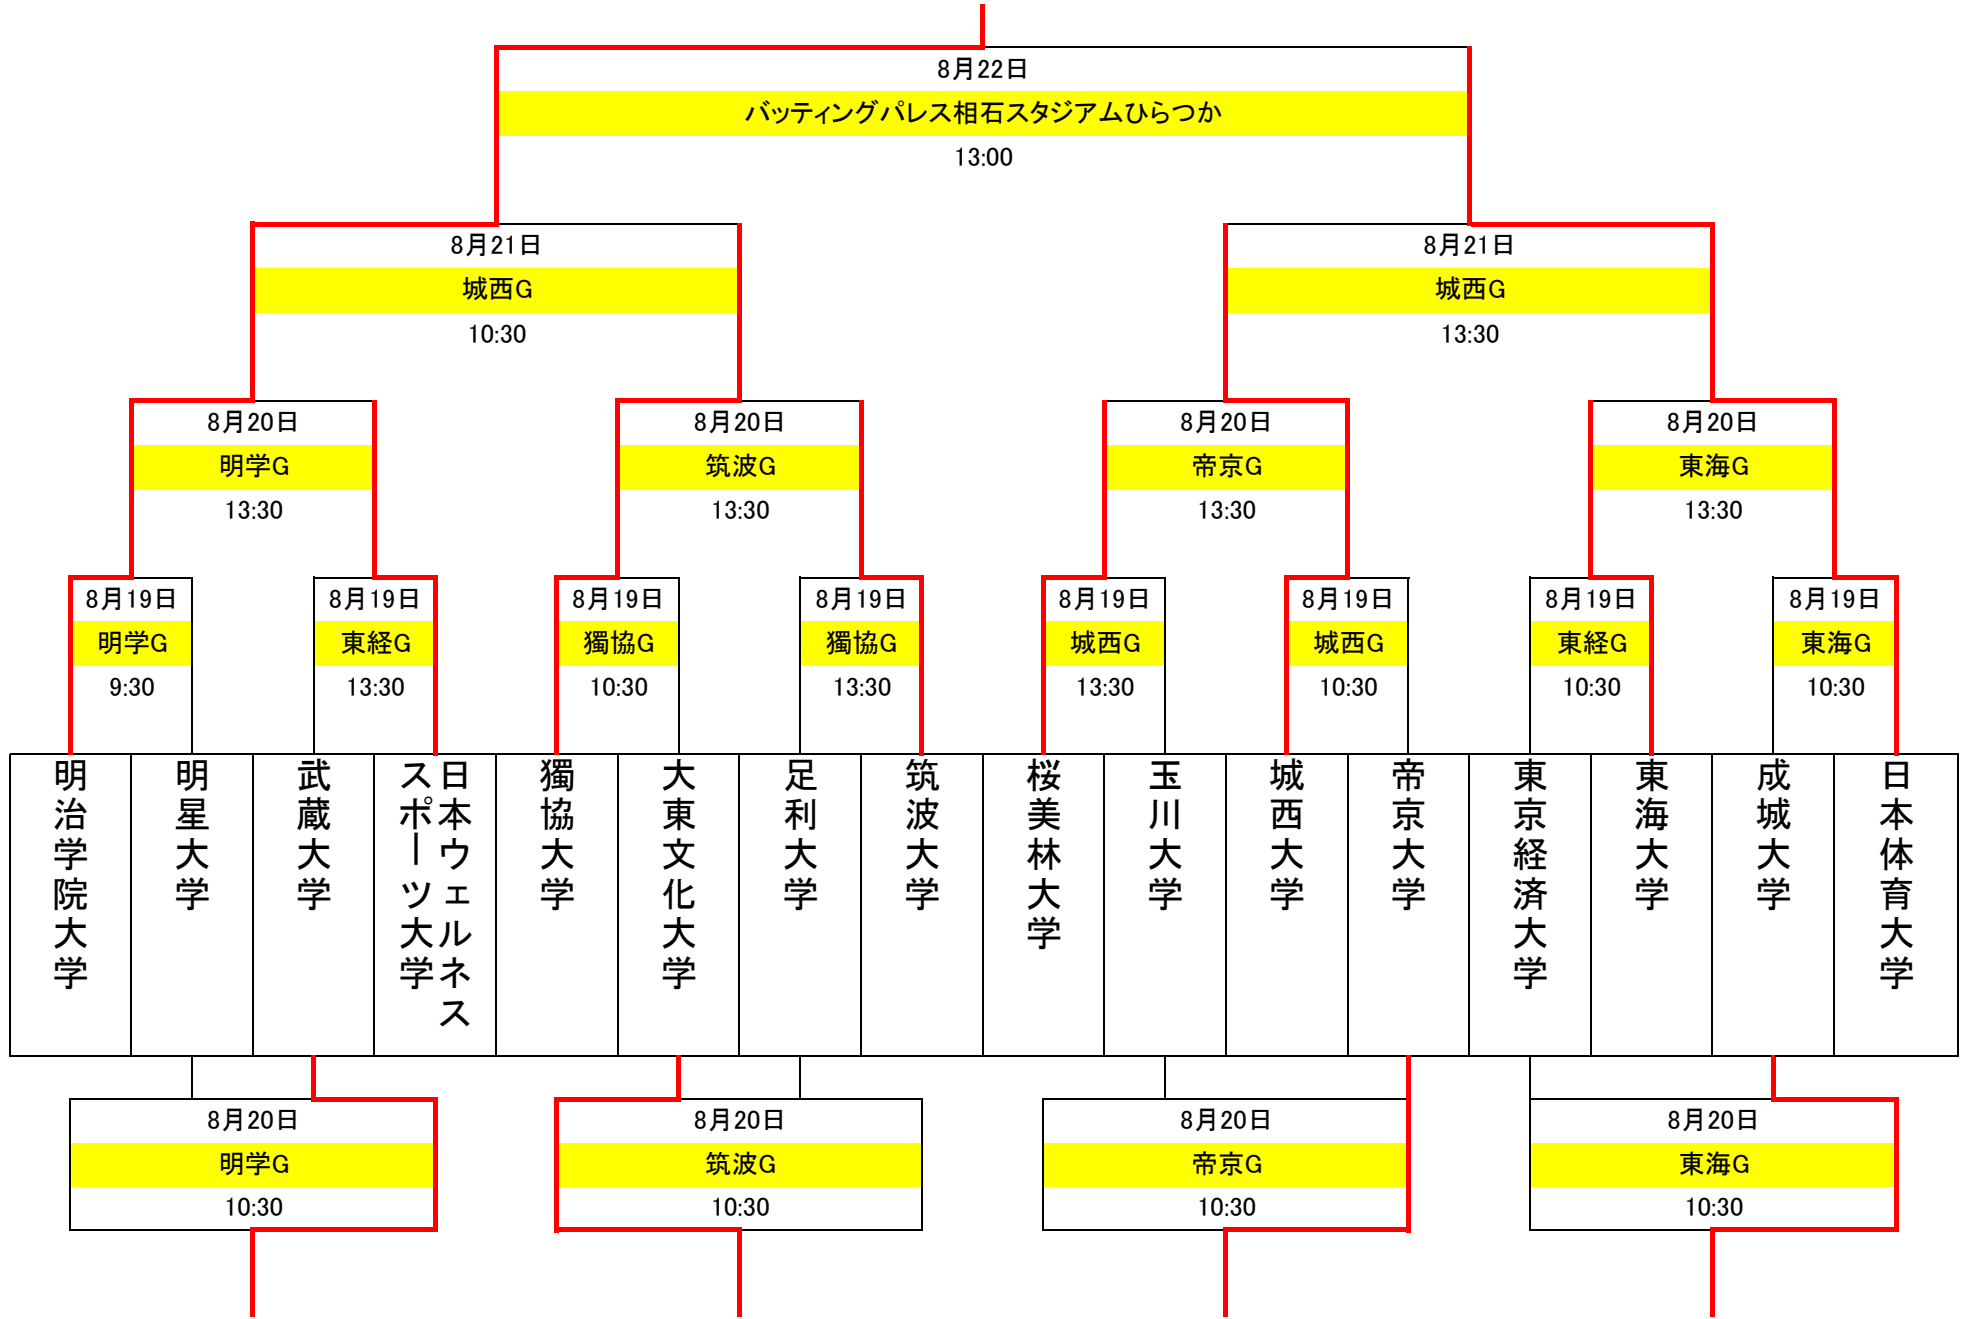 8月22日
バッティングパレス相石スタジアムひらつか
13:00
8月21日
城西G
10:30
8月21日
城西G
13:30
8月20日
明学G
13:30
8月20日
筑波G
13:30
8月20日
帝京G
13:30
8月20日
東海G
13:30
8月19日
明学G
9:30
8月19日
東経G
13:30
8月19日
獨協G
10:30
8月19日
獨協G
13:30
8月19日
城西G
13:30
8月19日
城西G
10:30
8月19日
東経G
10:30
8月19日
東海G
10:30
明治学院大学
明星大学
武蔵大学
日本ウェルネス
スポーツ大学
獨協大学
大東文化大学
足利大学
筑波大学
桜美林大学
玉川大学
城西大学
帝京大学
東京経済大学
東海大学
成城大学
日本体育大学
8月20日
明学G
10:30
8月20日
筑波G
10:30
8月20日
帝京G
10:30
8月20日
東海G
10:30